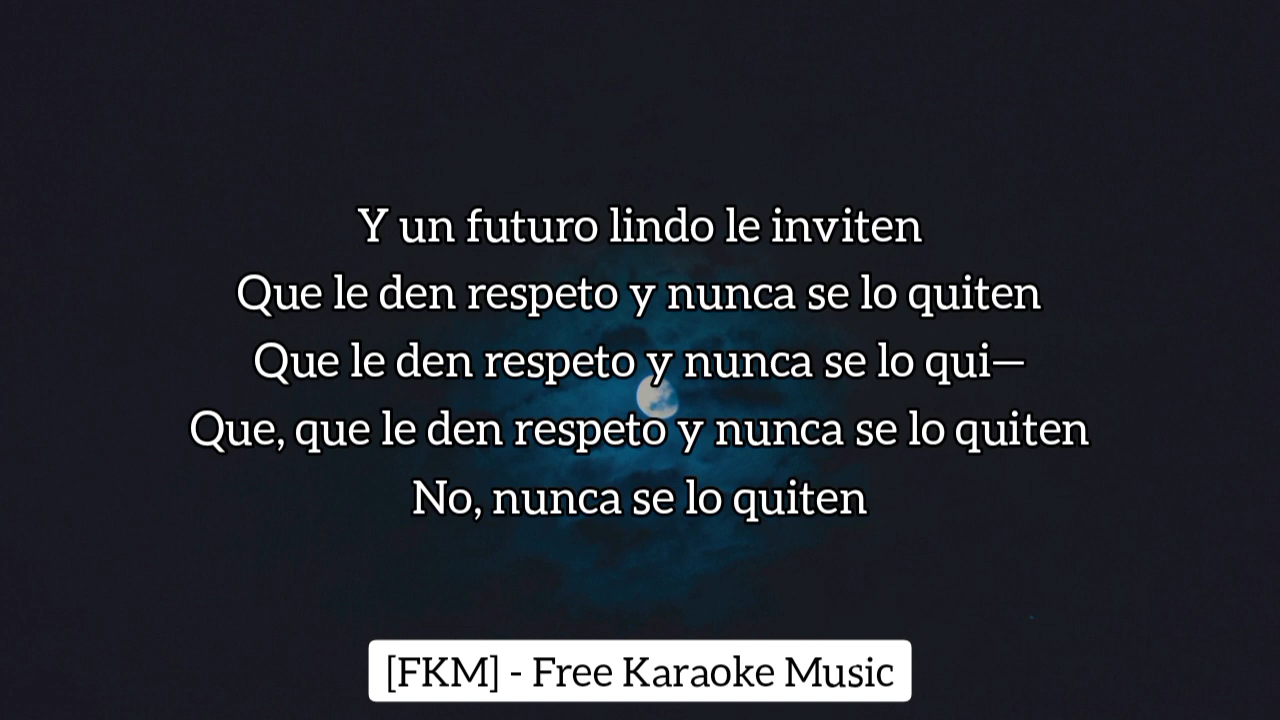 Y un futuro lindo le inviten
Que le den respeto y nunca se lo quiten
Que le den respeto y nunca se lo qui—
Que, que le den respeto y nunca se lo quiten
No, nunca se lo quiten
[FKM] - Free Karaoke Music